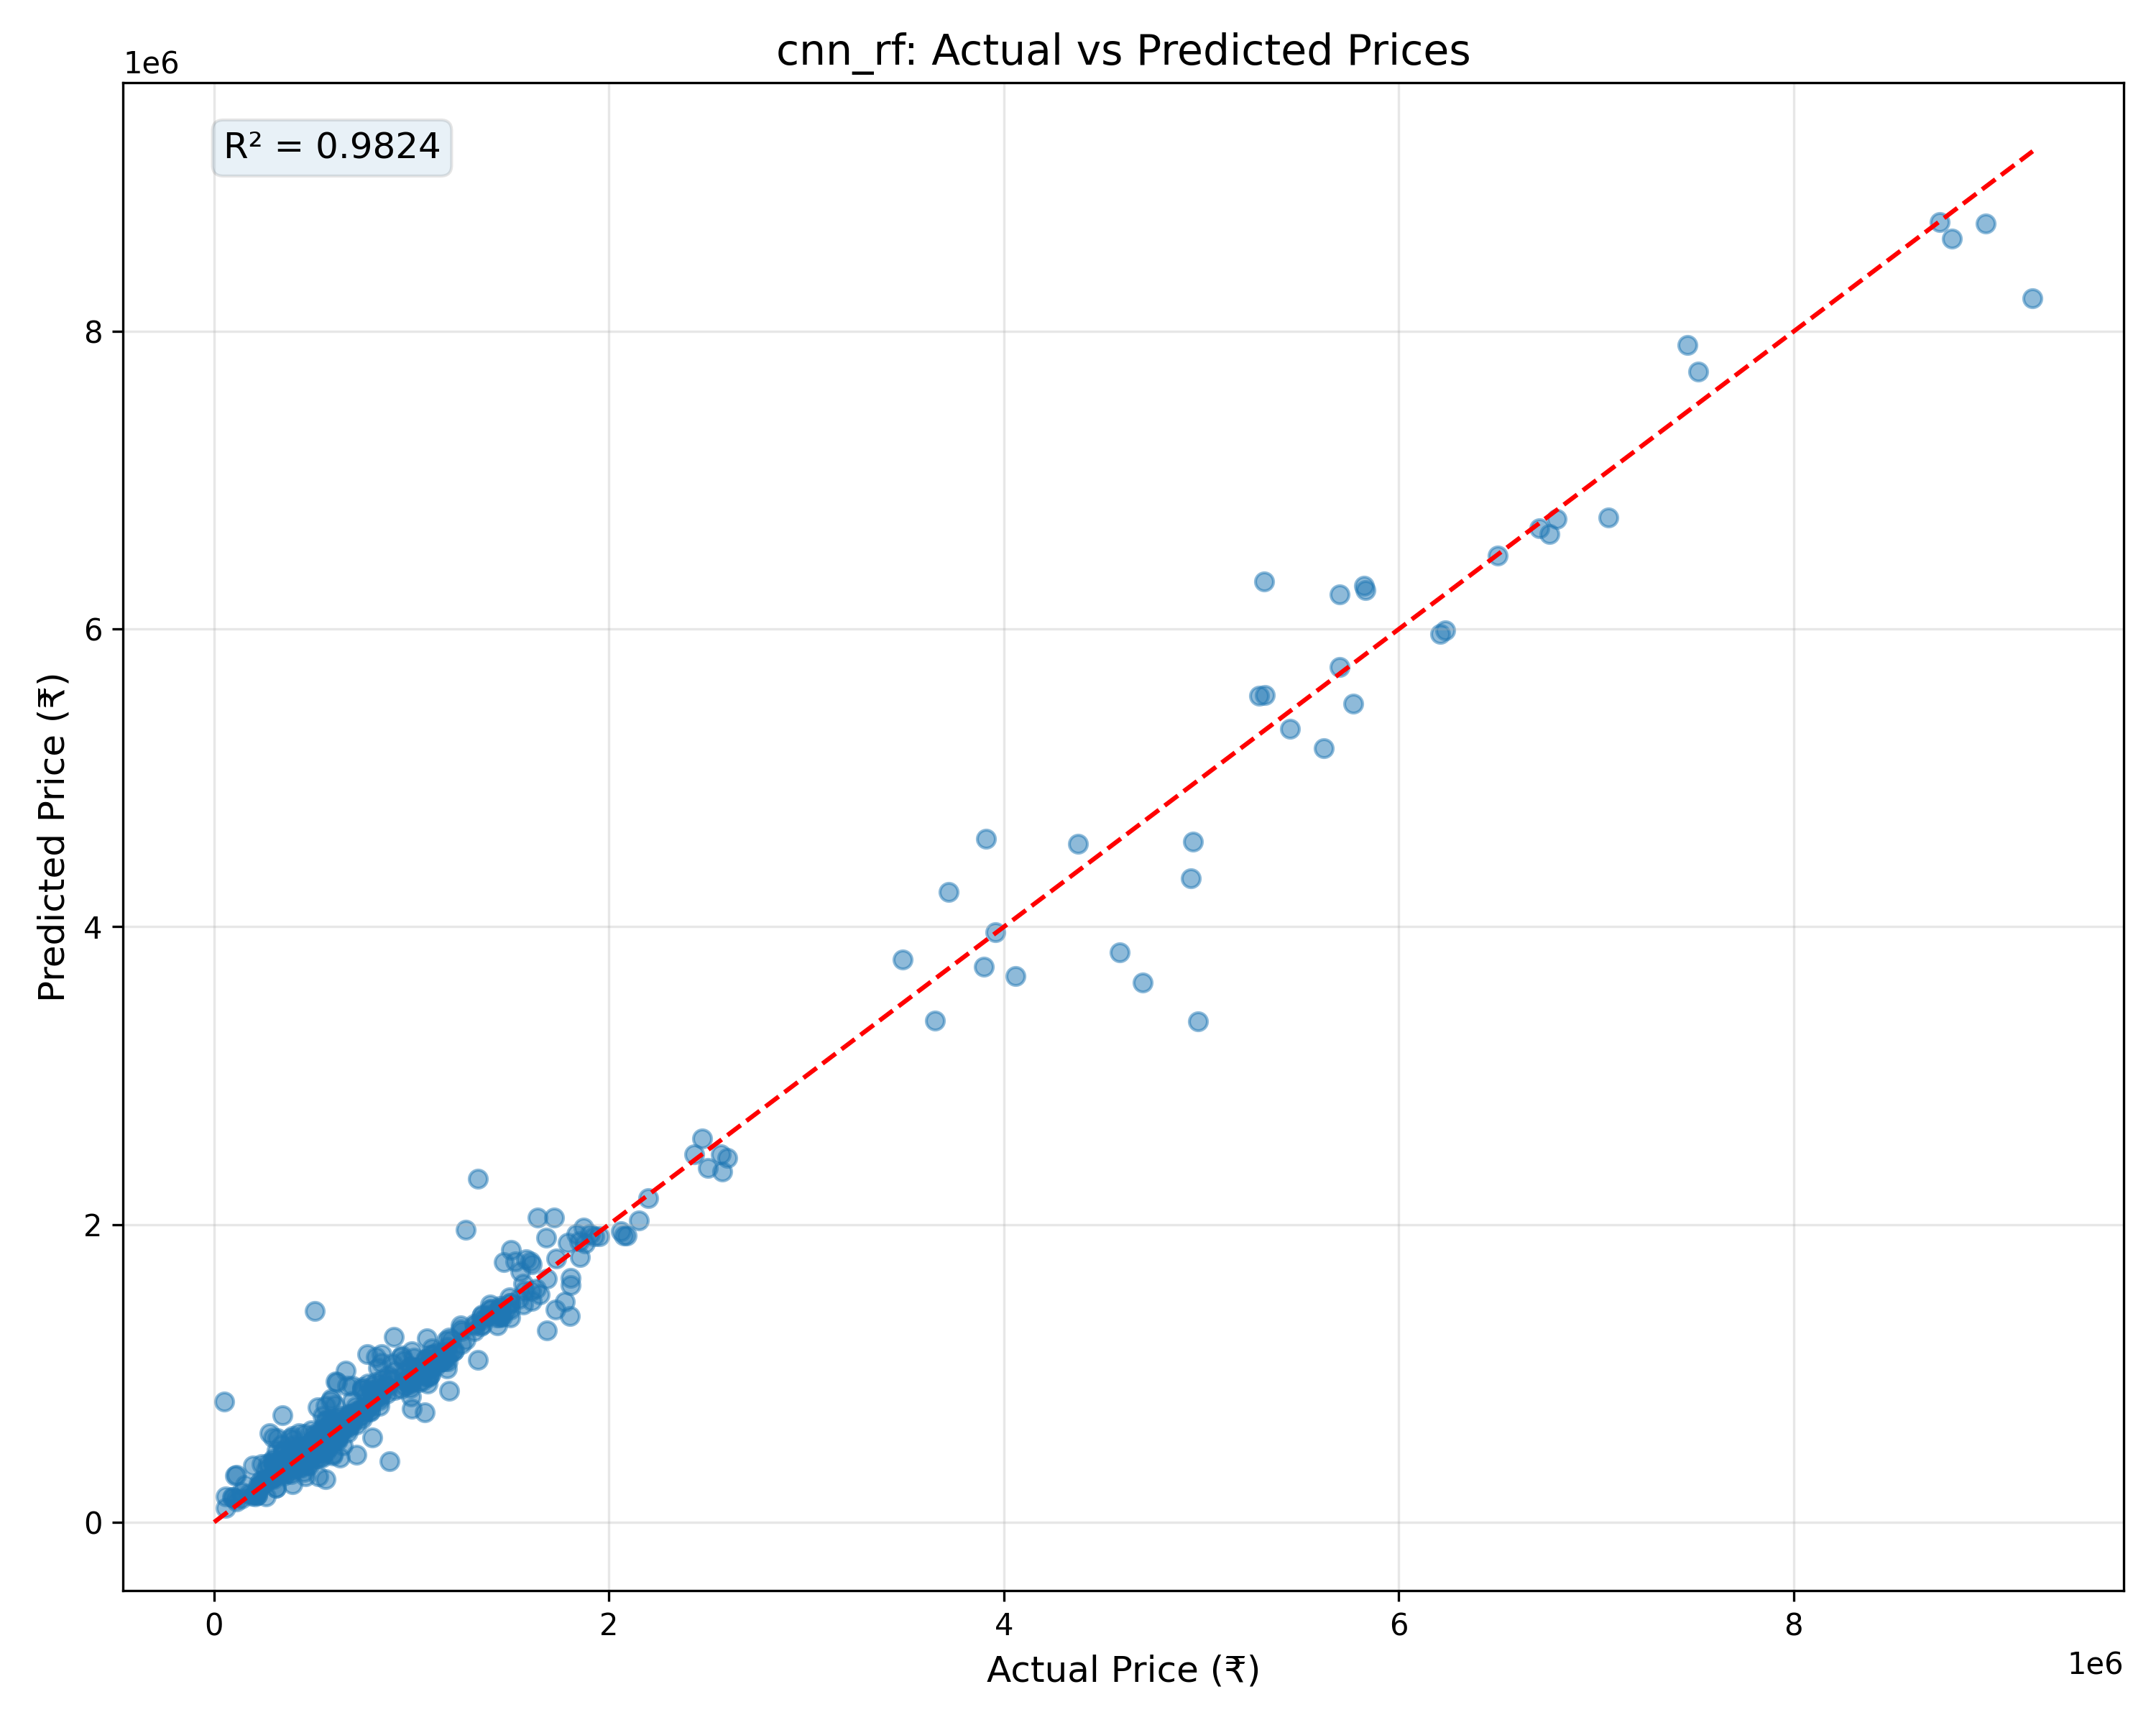 cnn_rf: Actual vs Predicted Prices
1e6
R² = 0.9824
8
6
4
2
0
Predicted Price (₹)
0 2 4 6 8
1e6
Actual Price (₹)